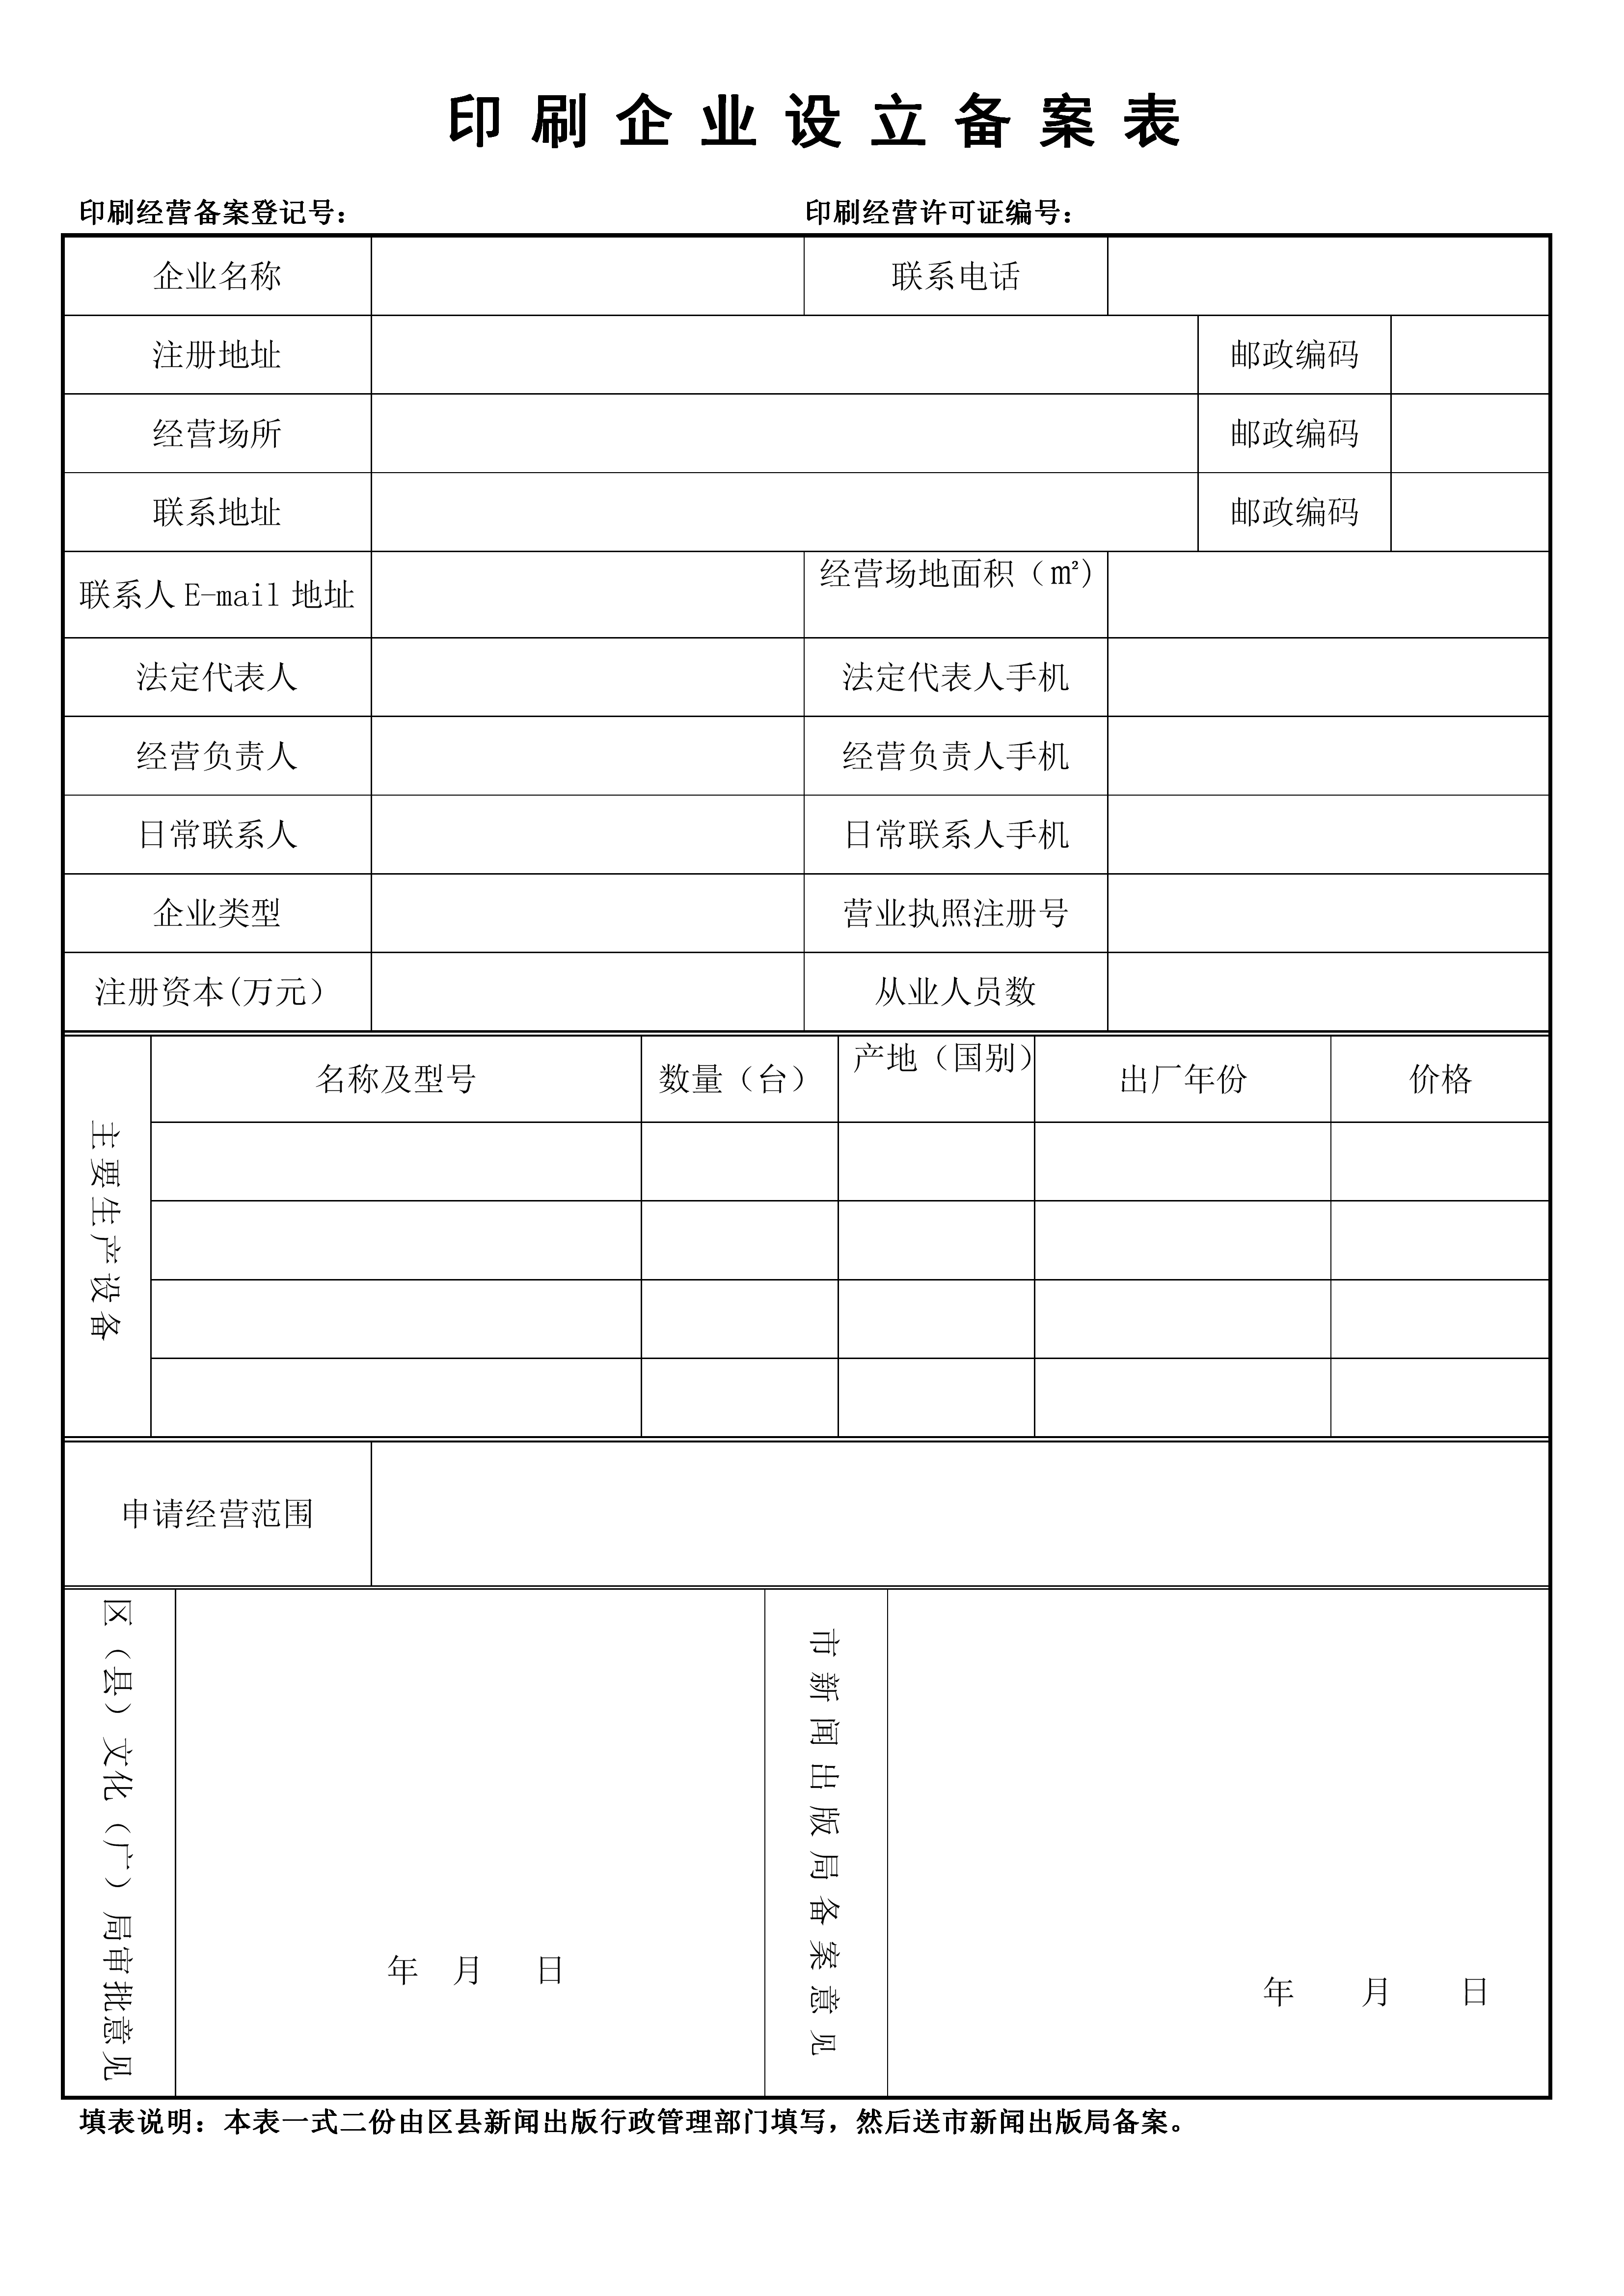 印刷企业设立备案表
印刷经营备案登记号： 印刷经营许可证编号：
企业名称 联系电话
注册地址 邮政编码
经营场所 邮政编码
联系地址 邮政编码
联系人 E-mail 地址 经营场地面积（㎡）
法定代表人 法定代表人手机
经营负责人 经营负责人手机
日常联系人 日常联系人手机
企业类型 营业执照注册号
注册资本(万元） 从业人员数
主要生产设备
名称及型号 数量（台） 产地（国别） 出厂年份 价格
申请经营范围
区（县）文化（广）局审批意见
年 月 日
市新闻出版局备案意见
年 月 日
填表说明：本表一式二份由区县新闻出版行政管理部门填写，然后送市新闻出版局备案。